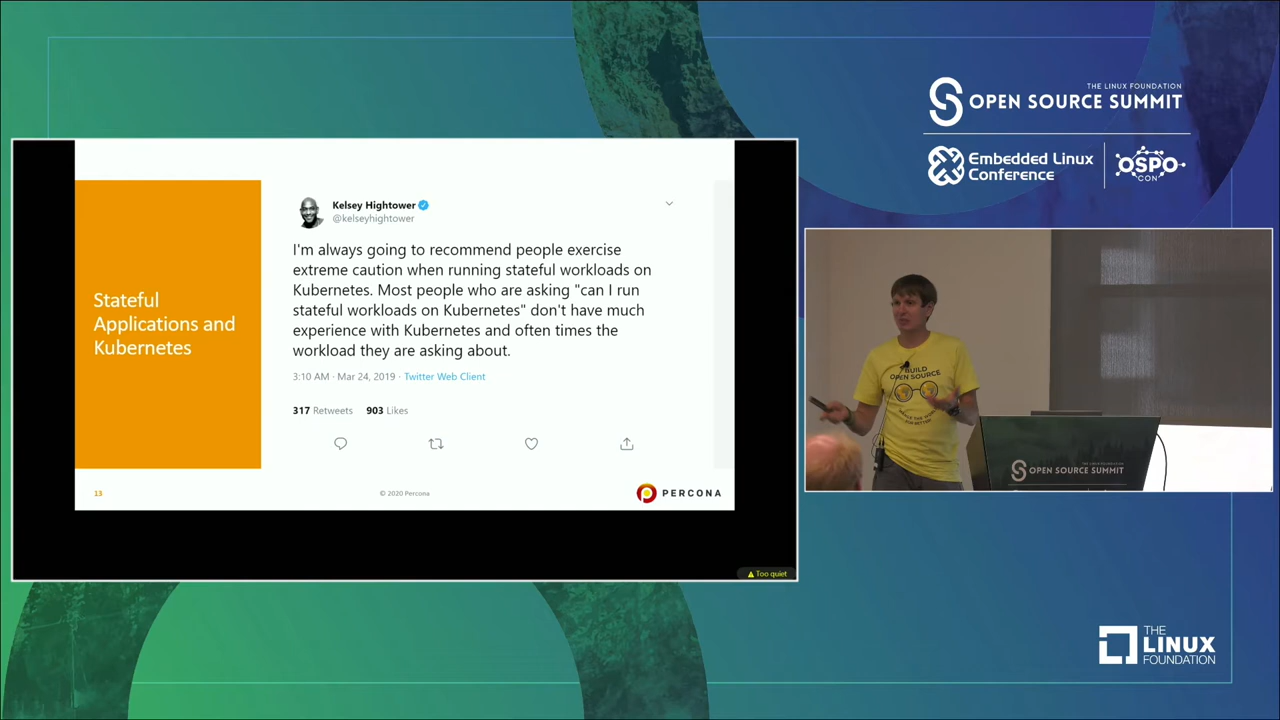 THE LINUX FOUNDATION
OPEN SOURCE SUMMIT
Embedded Linux
Conference
OSPO
CON
Stateful
Applications and
Kubernetes
Kelsey Hightower
@kelseyhightower
I'm always going to recommend people exercise
extreme caution when running stateful workloads on
Kubernetes. Most people who are asking "can I run
stateful workloads on Kubernetes" don't have much
experience with Kubernetes and often times the
workload they are asking about.
3:10 AM · Mar 24, 2019 · Twitter Web Client
317 Retweets 903 Likes
13
© 2020 Percona
PERCONA
Too quiet
BUILD
OPEN SOURCE
FOR BETTER
OPEN SOURCE SUMMIT
THE
LINUX
FOUNDATION